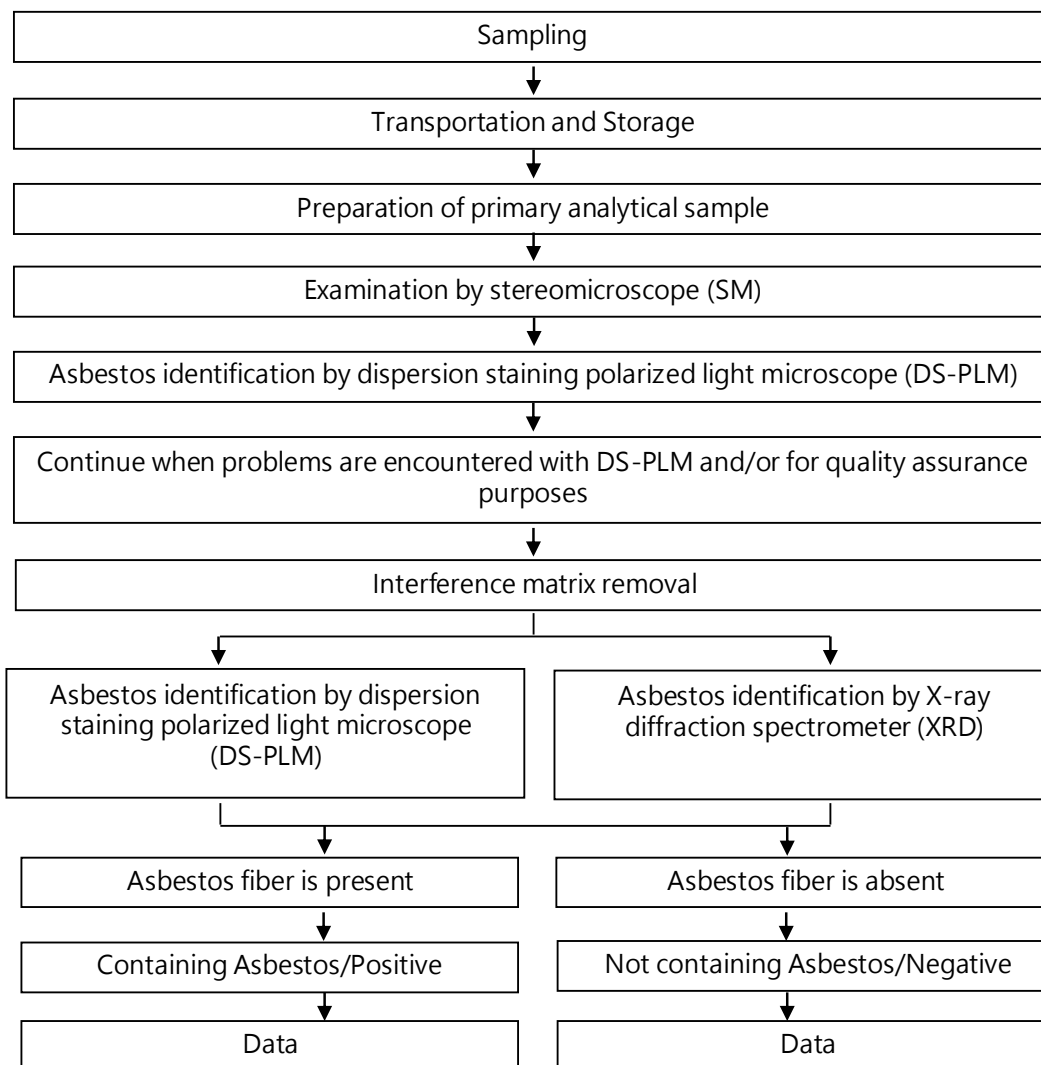 Sampling
Transportation and Storage
Preparation of primary analytical sample
Examination by stereomicroscope (SM)
Asbestos identification by dispersion staining polarized light microscope (DS-PLM)
Continue when problems are encountered with DS-PLM and/or for quality assurance
purposes
Interference matrix removal
Asbestos identification by dispersion
staining polarized light microscope
(DS-PLM)
Asbestos identification by X-ray
diffraction spectrometer (XRD)
Asbestos fiber is present
Asbestos fiber is absent
Containing Asbestos/Positive
Not containing Asbestos/Negative
Data
Data